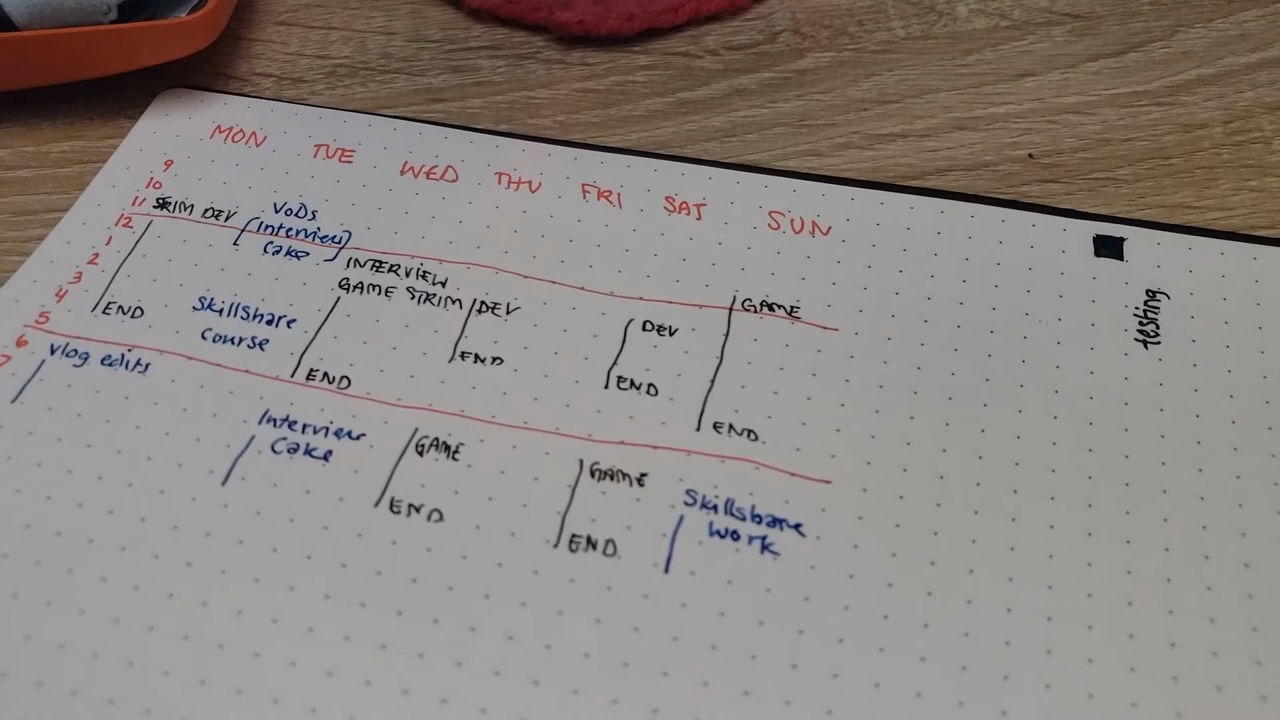 MON TUE WED THU FRI SAT SUN
9
10
11
12
1
2
3
4
5
6
7
STRIM DEV
END
VODs
(Interview)
Cake
Skillshare
course
INTERVIEW
GAME STRIM
END
DEV
END
DEV
END
GAME
END
vlog edits
Interview
Cake
GAME
END
GAME
END
Skillshare
work
testing